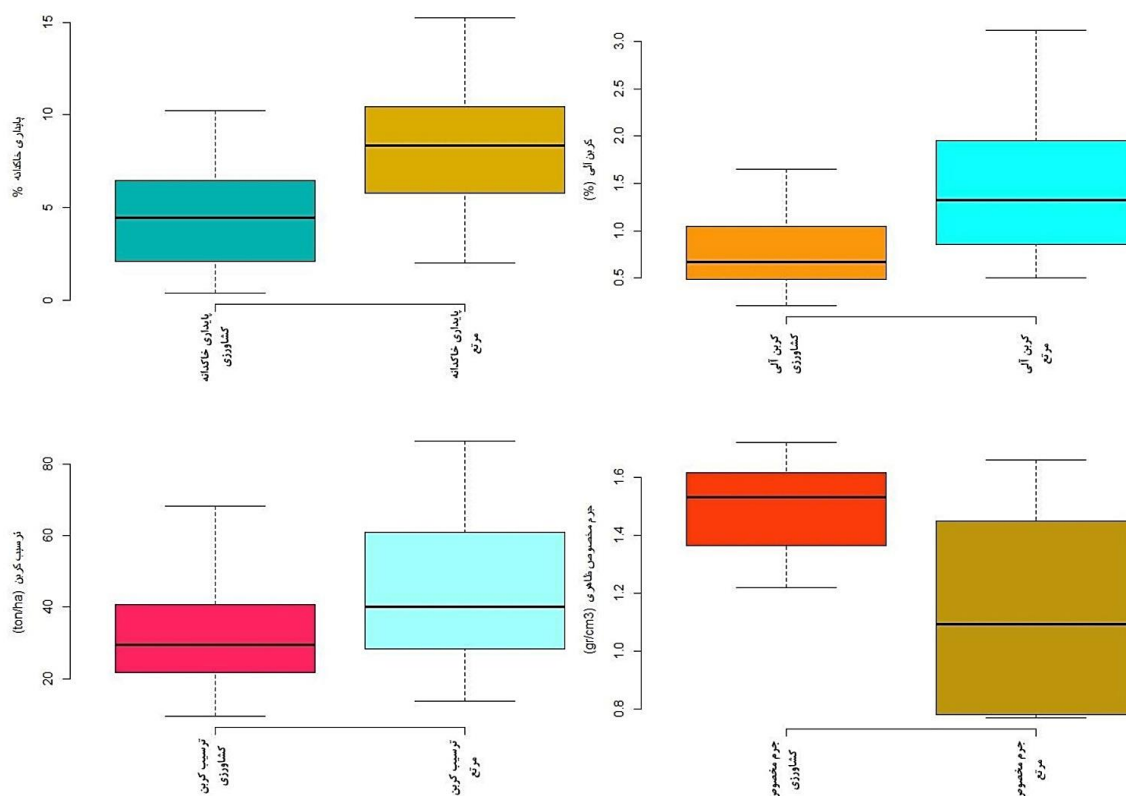 پایداری خاکدانه %
0
5
10
15
پایداری خاکدانه
کشاورزی
پایداری خاکدانه
مرتع
کربن آلی (%)
0.5
1.0
1.5
2.0
2.5
3.0
کربن آلی
کشاورزی
کربن آلی
مرتع
ترسیب کربن (ton/ha)
20
40
60
80
ترسیب کربن
کشاورزی
ترسیب کربن
مرتع
جرم مخصوص ظاهری (gr/cm3)
0.8
1.0
1.2
1.4
1.6
جرم مخصوص
کشاورزی
جرم مخصوص
مرتع